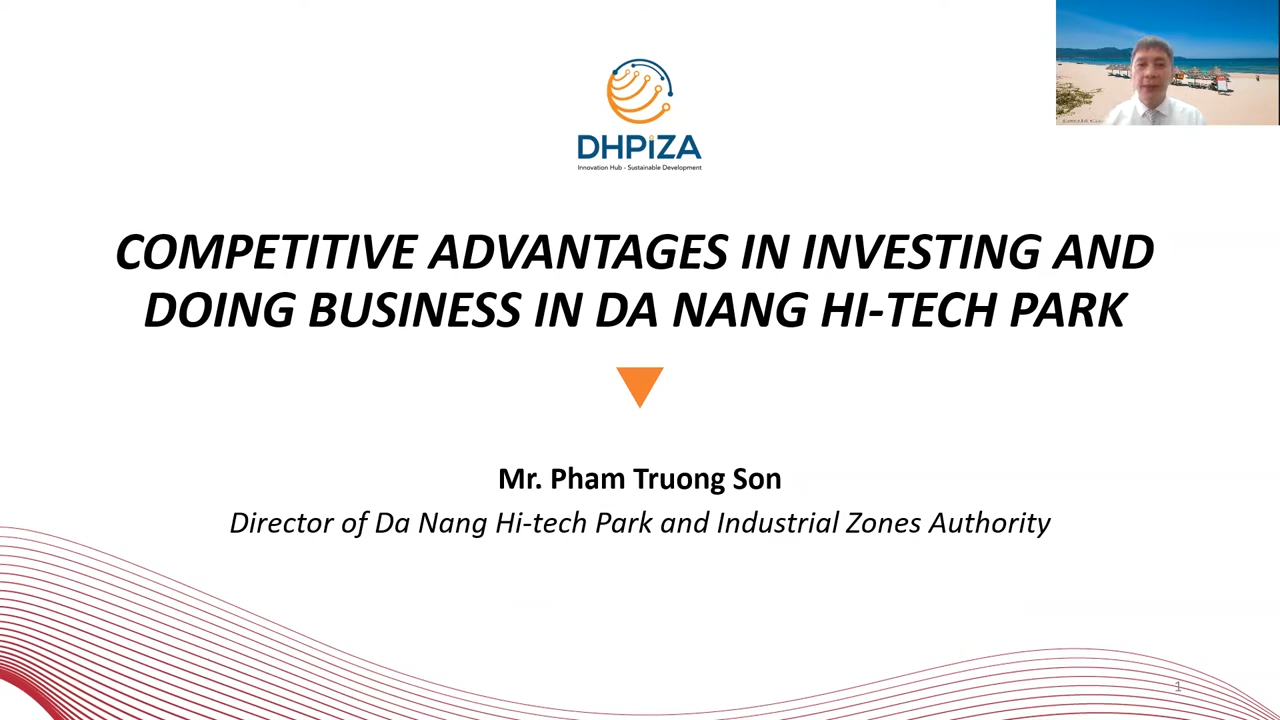 DHPiZA
Innovation Hub - Sustainable Development
COMPETITIVE ADVANTAGES IN INVESTING AND
DOING BUSINESS IN DA NANG HI-TECH PARK
Mr. Pham Truong Son
Director of Da Nang Hi-tech Park and Industrial Zones Authority
1